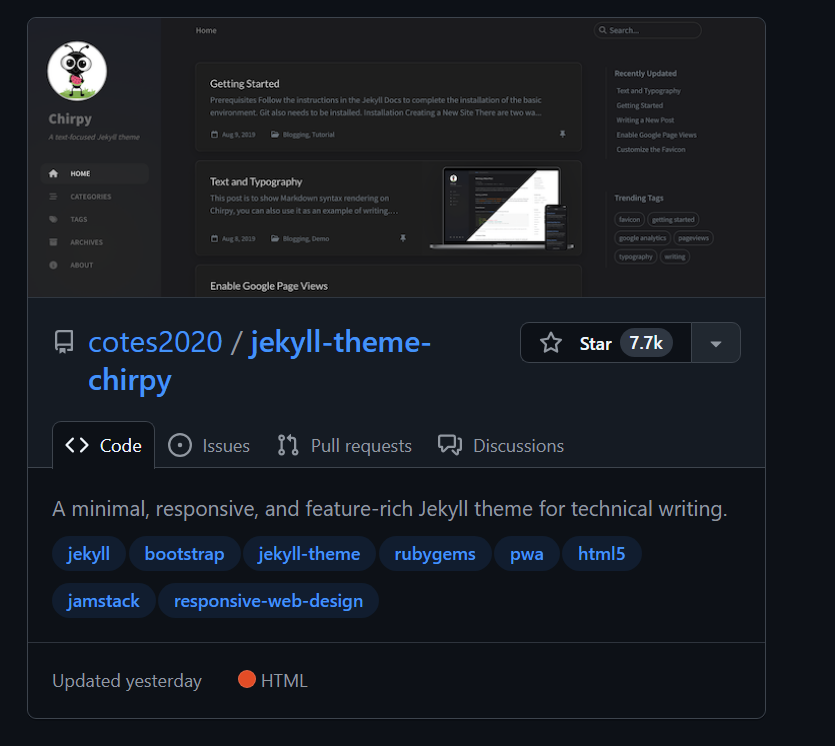 Home
Search...
Chirpy
A text-focused Jekyll theme
HOME
CATEGORIES
TAGS
ARCHIVES
ABOUT
Getting Started
Prerequisites Follow the instructions in the Jekyll Docs to complete the installation of the basic
environment. Git also needs to be installed. Installation Creating a New Site There are two wa...
Aug 9, 2019 Blogging, Tutorial
Text and Typography
This post is to show Markdown syntax rendering on
Chirpy, you can also use it as an example of writing....
Aug 8, 2019 Blogging, Demo
Enable Google Page Views
Recently Updated
Text and Typography
Getting Started
Writing a New Post
Enable Google Page Views
Customize the Favicon
Trending Tags
favicon getting started
google analytics pageviews
typography writing
cotes2020 / jekyll-theme-
chirpy
Star 7.7k
Code Issues Pull requests Discussions
A minimal, responsive, and feature-rich Jekyll theme for technical writing.
jekyll bootstrap jekyll-theme rubygems pwa html5
jamstack responsive-web-design
Updated yesterday HTML